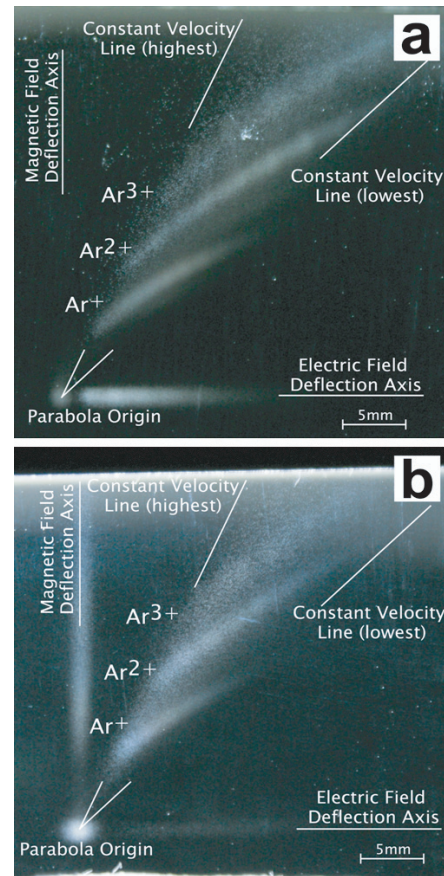 a
Constant Velocity
Line (highest)
Magnetic Field
Deflection Axis
Constant Velocity
Line (lowest)
Ar3+
Ar2+
Ar+
Electric Field
Deflection Axis
Parabola Origin
5mm
b
Constant Velocity
Line (highest)
Magnetic Field
Deflection Axis
Constant Velocity
Line (lowest)
Ar3+
Ar2+
Ar+
Electric Field
Deflection Axis
Parabola Origin
5mm